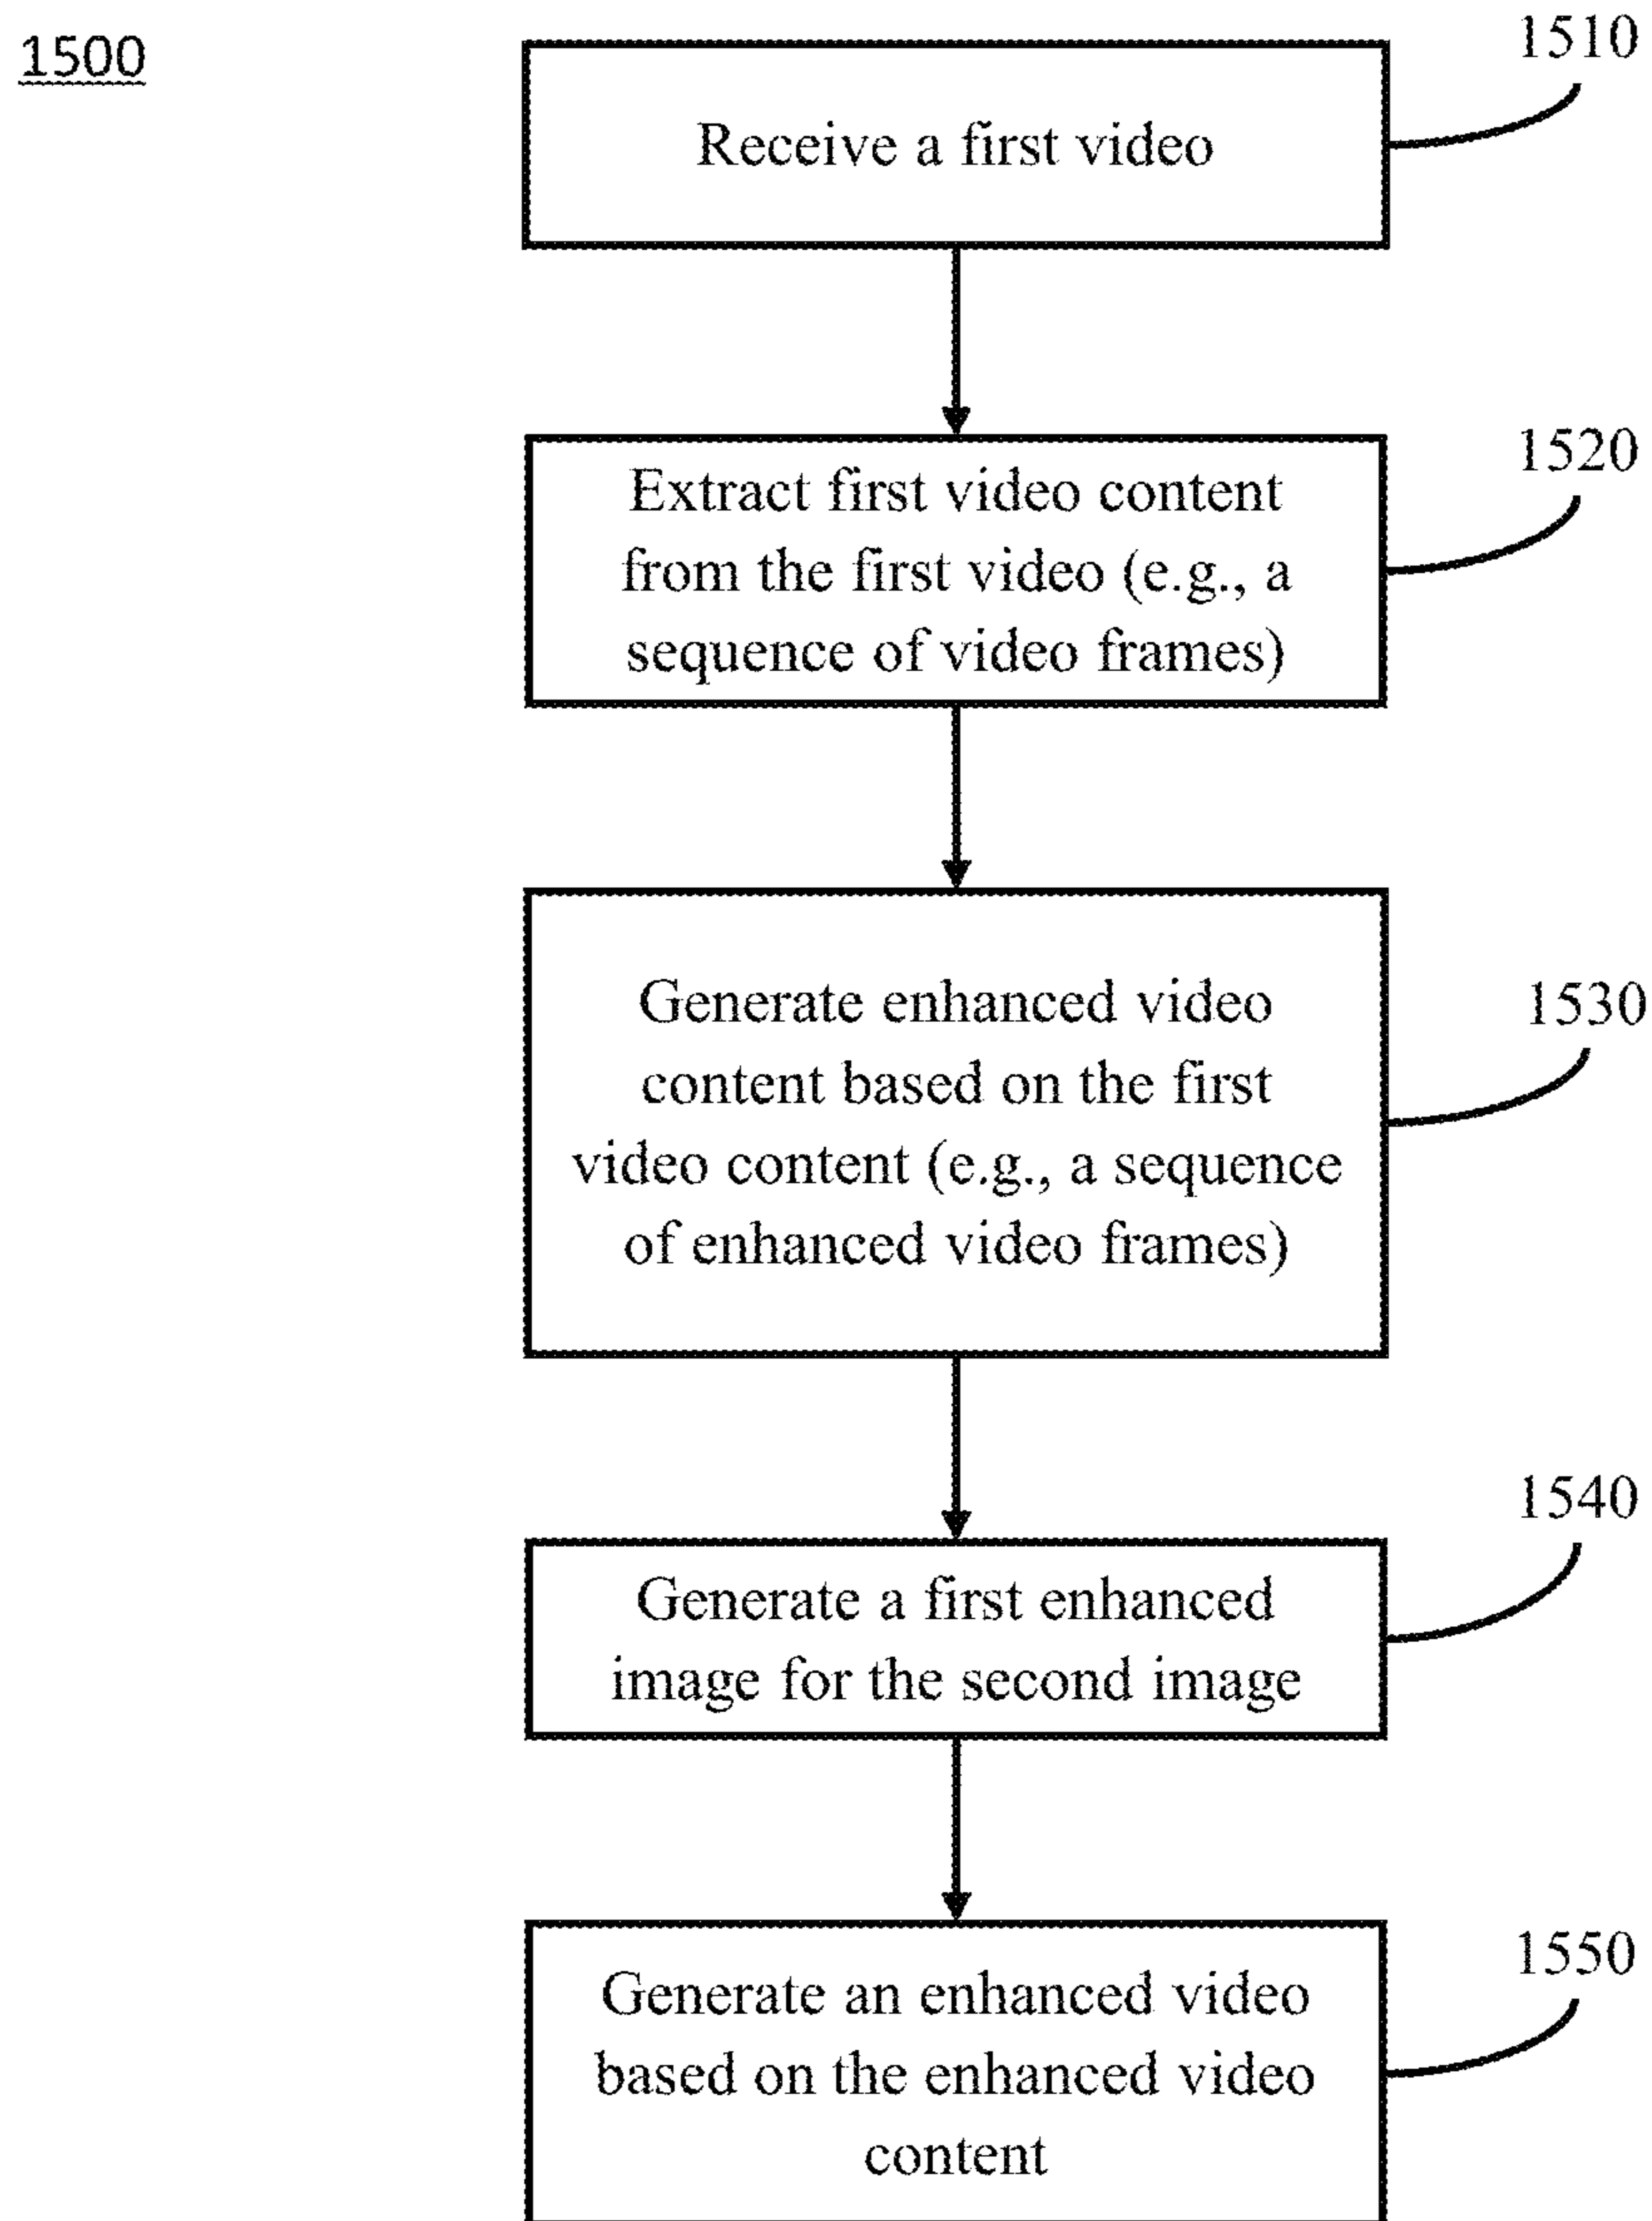 1500
1510
Receive a first video
1520
Extract first video content
from the first video (e.g., a
sequence of video frames)
1530
Generate enhanced video
content based on the first
video content (e.g., a sequence
of enhanced video frames)
1540
Generate a first enhanced
image for the second image
1550
Generate an enhanced video
based on the enhanced video
content